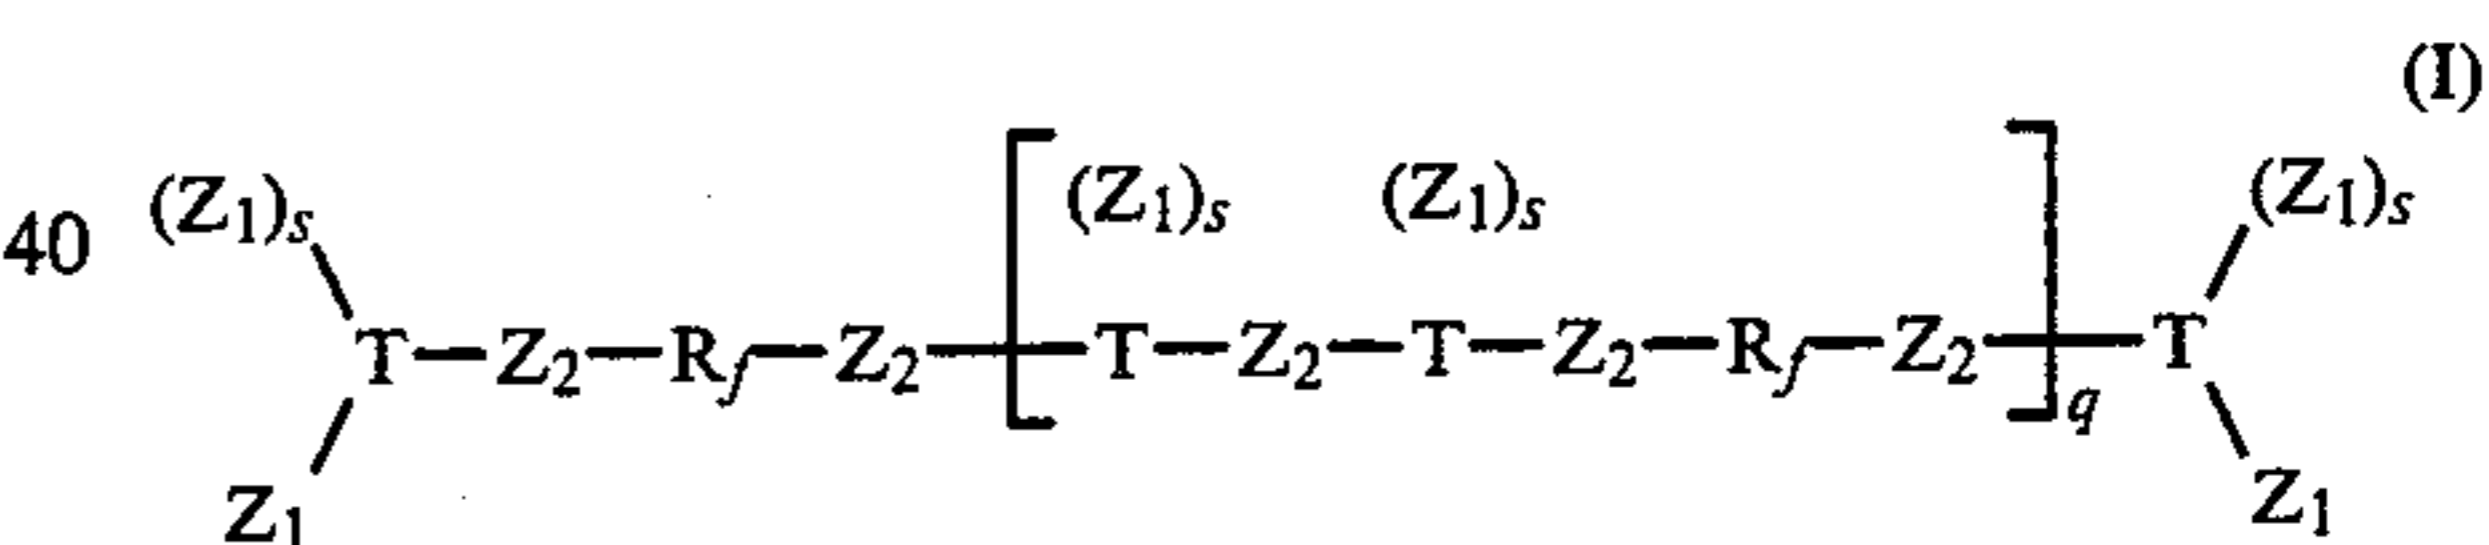 (I)
(Z1)s (Z1)s (Z1)s
40 (Z1)s
T—Z2—Rf—Z2—[T—Z2—T—Z2—Rf—Z2]q—T
Z1 Z1